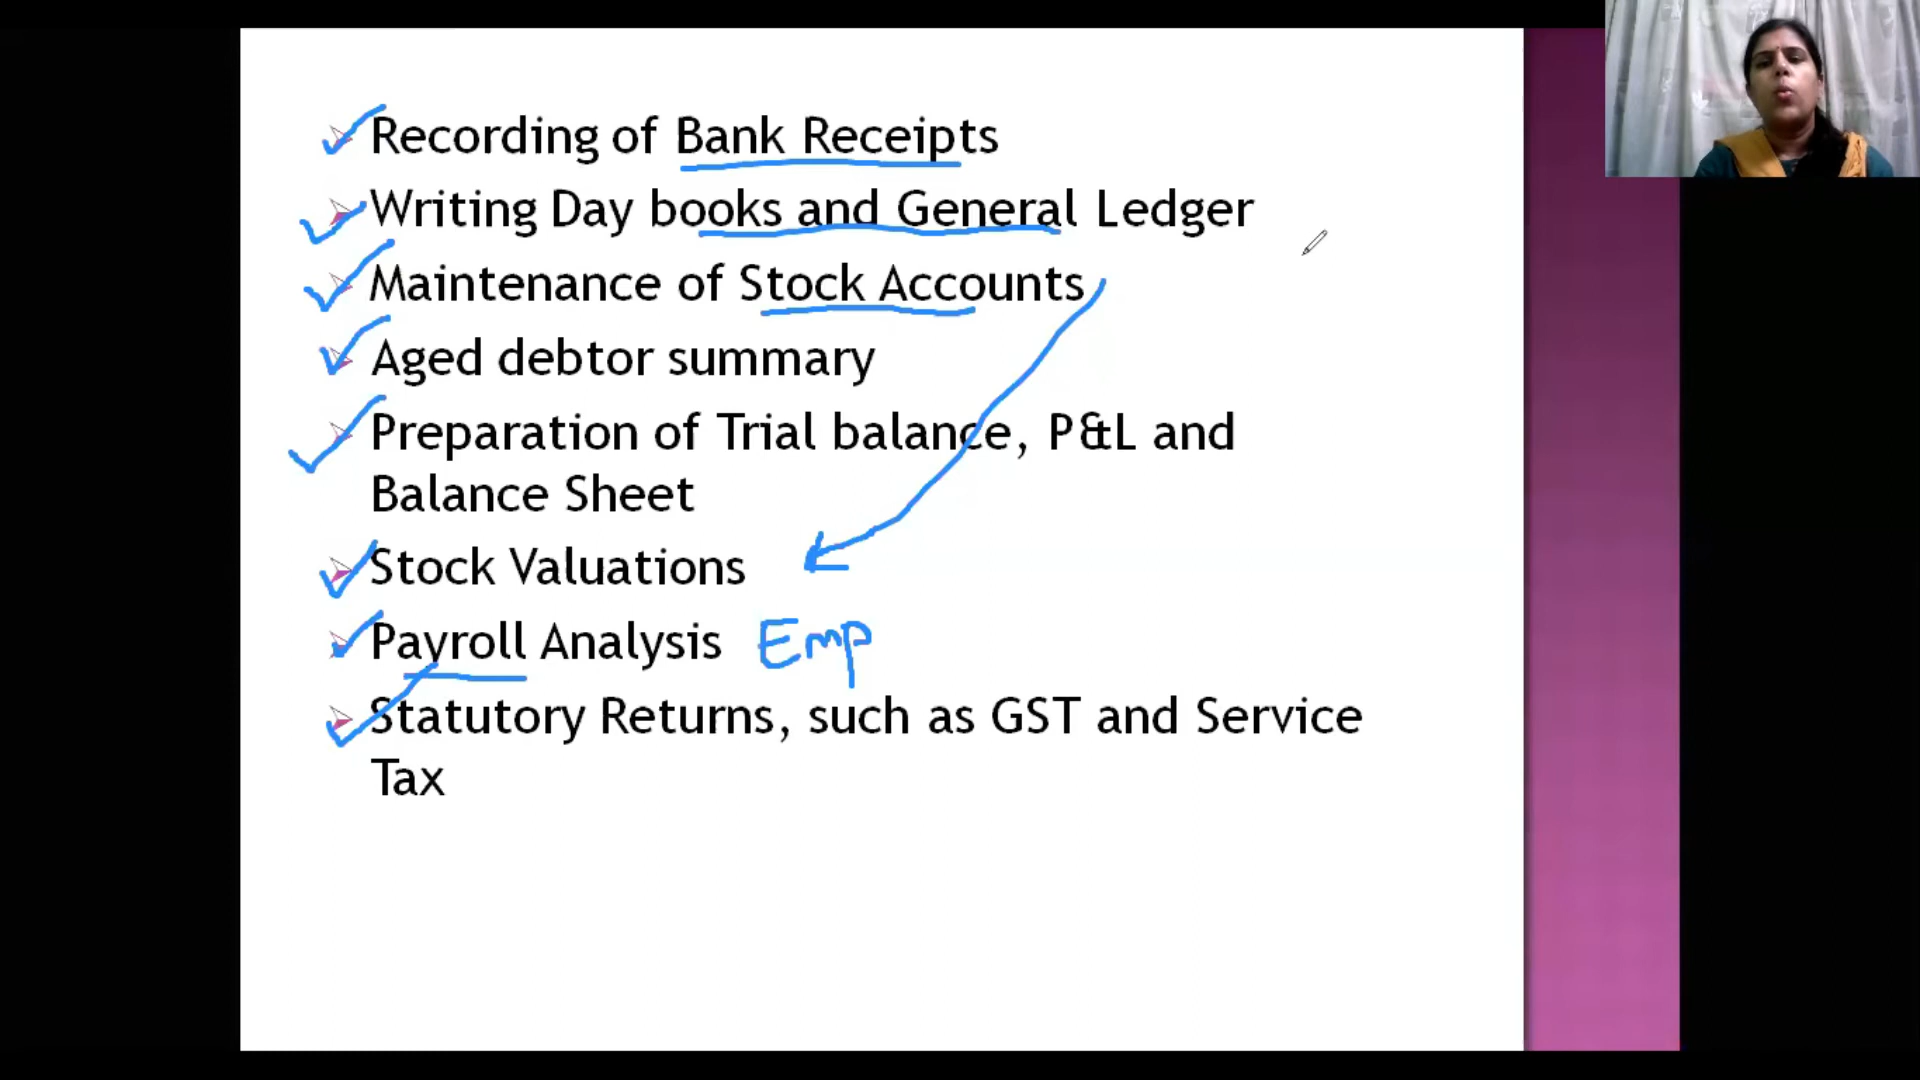 Recording of Bank Receipts
Writing Day books and General Ledger
Maintenance of Stock Accounts
Aged debtor summary
Preparation of Trial balance, P&L and
Balance Sheet
Stock Valuations
Payroll Analysis Emp
Statutory Returns, such as GST and Service
Tax